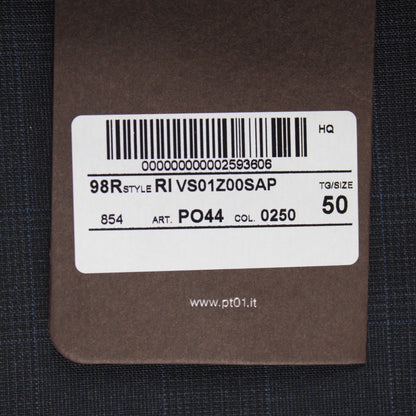 HQ
000000000002593606
98R STYLE RI VS01Z00SAP TG/SIZE
854 ART. PO44 COL. 0250 50
www.pt01.it